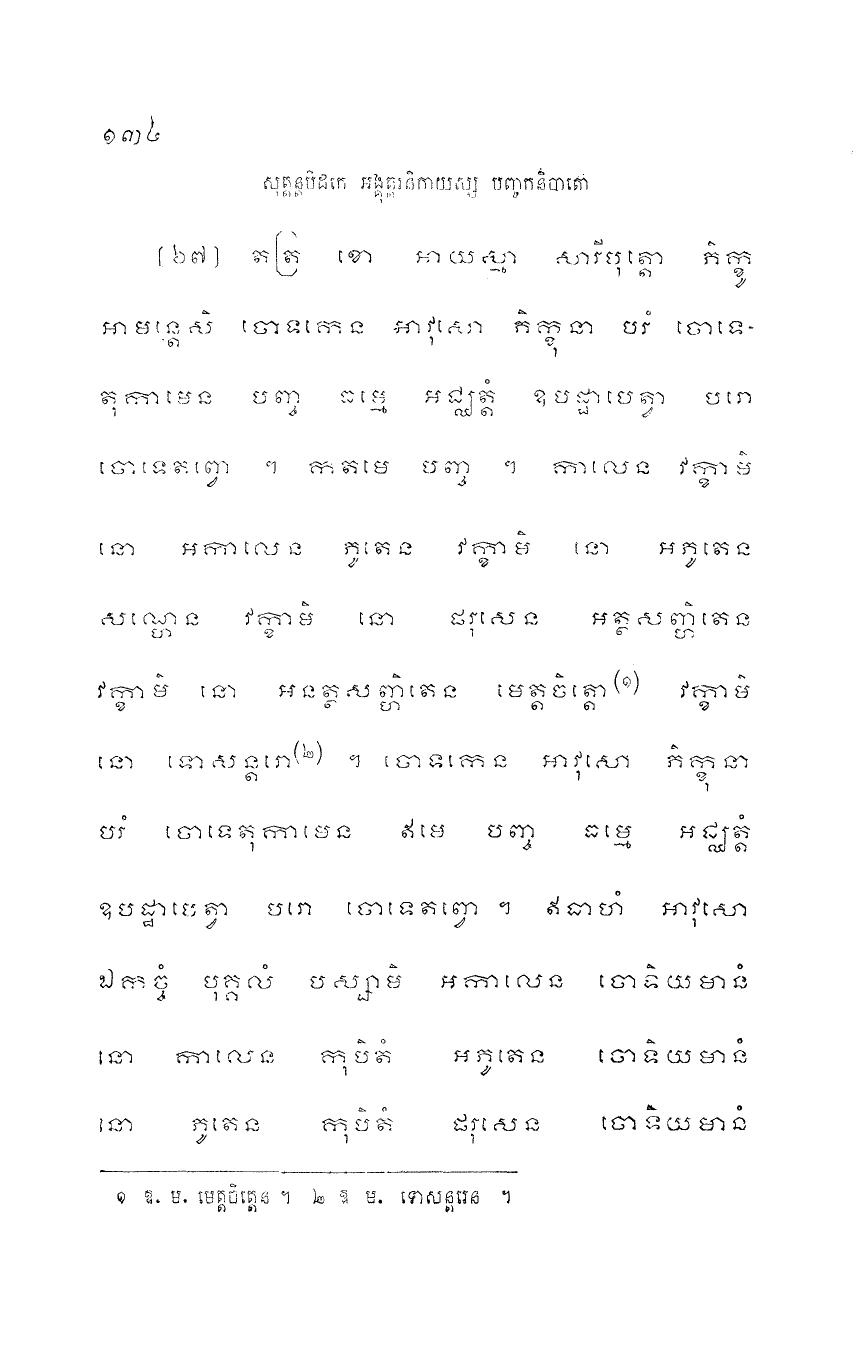 ១៣៤
សុត្តន្តបិដកេ អង្គុត្តរនិកាយស្ស បញ្ចកនិបាតោ
[៦៧] តត្រ ខោ អាយស្មា សារីបុត្តោ ភិក្ខូ
អាមន្តេសិ ចោទកេន អាវុសោ ភិក្ខុនា បរំ ចោទេ-
តុកាមេន បញ្ច ធម្មេ អជ្ឈត្តំ ឧបដ្ឋាបេត្វា បរោ
ចោទេតព្វោ ។ កតមេ បញ្ច ។ កាលេន វក្ខាមិ
នោ អកាលេន ភូតេន វក្ខាមិ នោ អភូតេន
សណ្ហេន វក្ខាមិ នោ ផរុសេន អត្ថសញ្ហិតេន
វក្ខាមិ នោ អនត្ថសញ្ហិតេន មេត្តចិត្តោ(១) វក្ខាមិ
នោ ទោសន្តរោ(២) ។ ចោទកេន អាវុសោ ភិក្ខុនា
បរំ ចោទេតុកាមេន ឥមេ បញ្ច ធម្មេ អជ្ឈត្តំ
ឧបដ្ឋាបេត្វា បរោ ចោទេតព្វោ ។ ឥធាហំ អាវុសោ
ឯកច្ចំ បុគ្គលំ បស្សាមិ អកាលេន ចោទិយមានំ
នោ កាលេន កុបិតំ អភូតេន ចោទិយមានំ
នោ ភូតេន កុបិតំ ផរុសេន ចោទិយមានំ
១ ឱ. ម. មេត្តចិត្តេន ។ ២ ឱ ម. ទោសន្តរេន ។